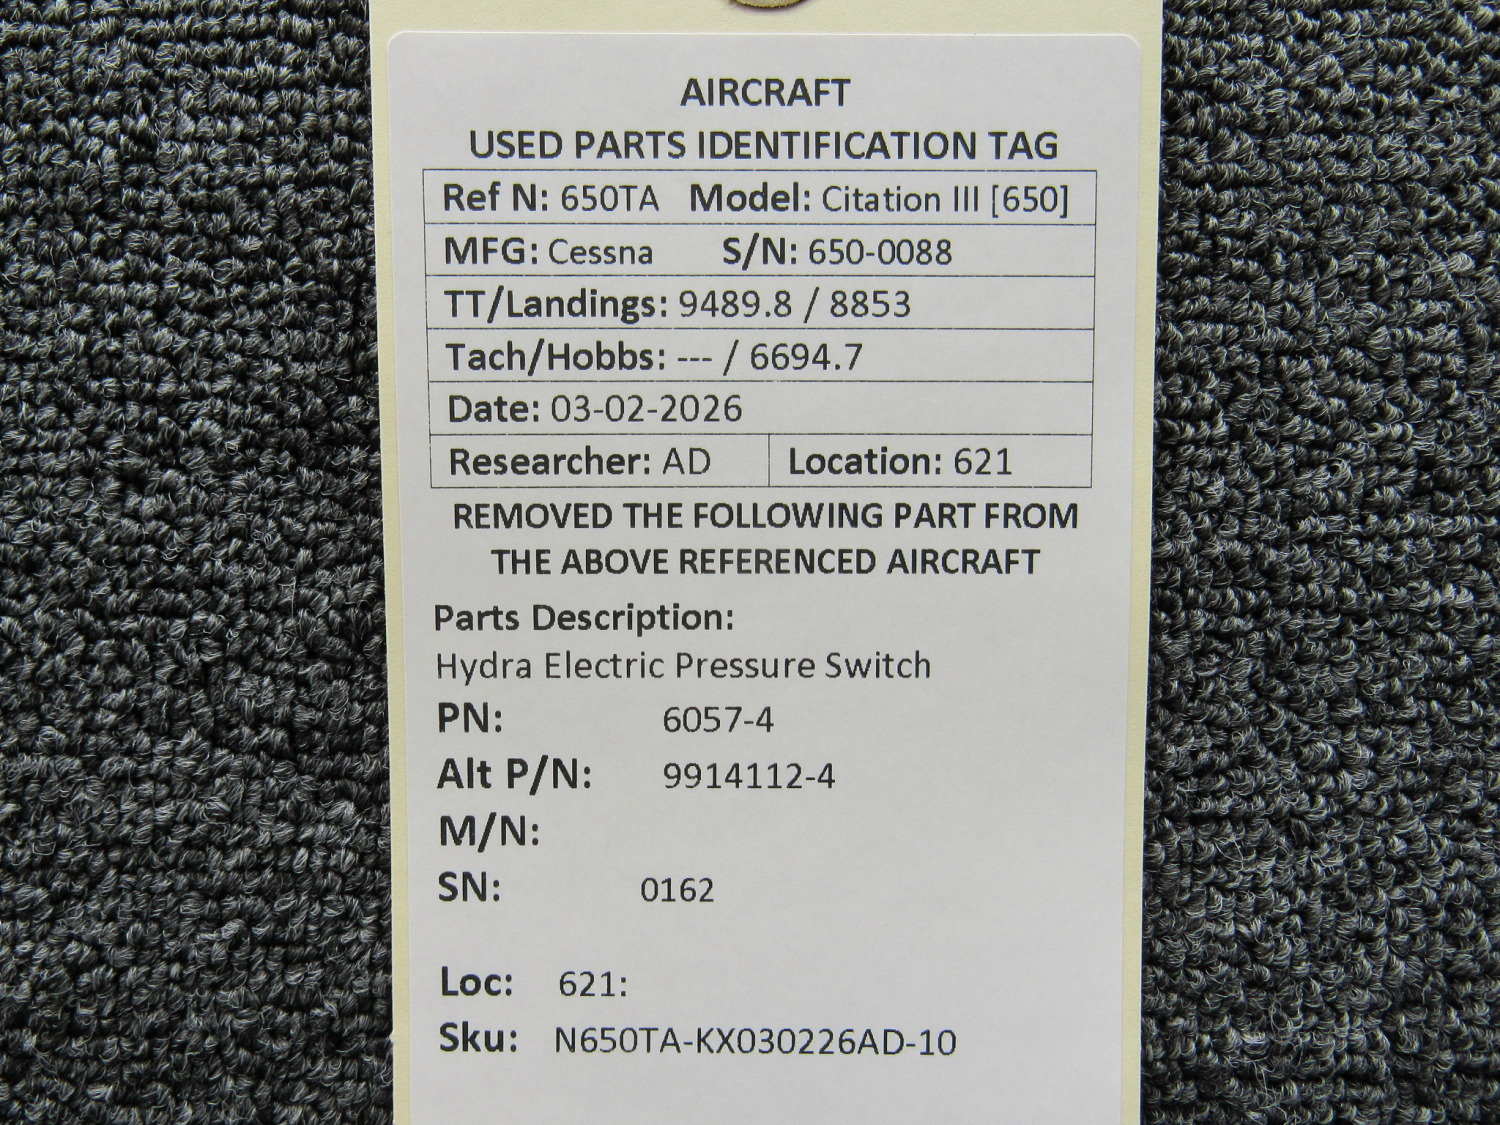 AIRCRAFT
USED PARTS IDENTIFICATION TAG
Ref N: 650TA Model: Citation III [650]
MFG: Cessna S/N: 650-0088
TT/Landings: 9489.8 / 8853
Tach/Hobbs: --- / 6694.7
Date: 03-02-2026
Researcher: AD Location: 621
REMOVED THE FOLLOWING PART FROM
THE ABOVE REFERENCED AIRCRAFT
Parts Description:
Hydra Electric Pressure Switch
PN: 6057-4
Alt P/N: 9914112-4
M/N:
SN: 0162
Loc: 621:
Sku: N650TA-KX030226AD-10